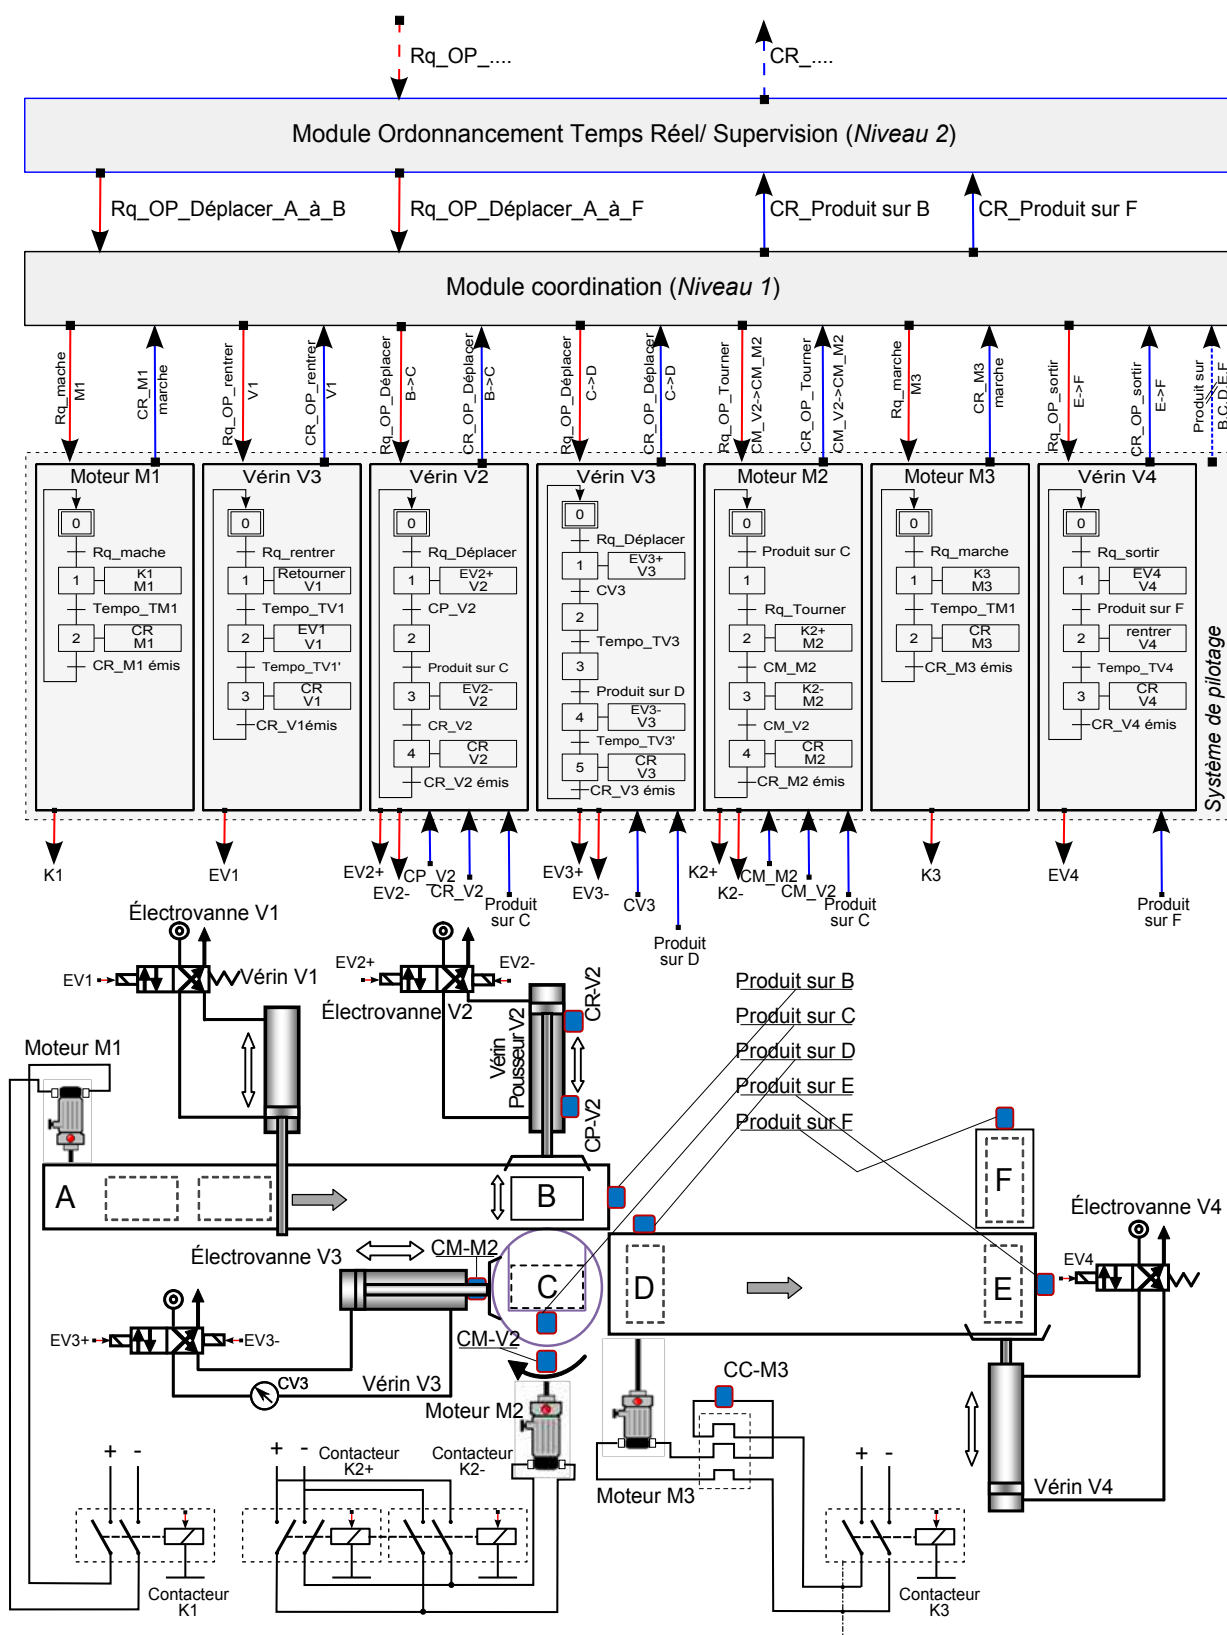 Rq_OP_....
CR_....
Module Ordonnancement Temps Réel/ Supervision (Niveau 2)
Rq_OP_Déplacer_A_à_B
Rq_OP_Déplacer_A_à_F
CR_Produit sur B
CR_Produit sur F
Module coordination (Niveau 1)
Rq_mache
M1
CR_M1
marche
Rq_OP_rentrer
V1
CR_OP_rentrer
V1
Rq_OP_Déplacer
B->C
CR_OP_Déplacer
B->C
Rq_OP_Déplacer
C->D
CR_OP_Déplacer
C->D
Rq_OP_Tourner
CM_V2->CM_M2
CR_OP_Tourner
CM_V2->CM_M2
Rq_marche
M3
CR_M3
marche
Rq_OP_sortir
E->F
CR_OP_sortir
E->F
Produit sur
B,C,D,E,F
Moteur M1
0
Rq_mache
1
K1
M1
Tempo_TM1
2
CR
M1
CR_M1 émis
Vérin V3
0
Rq_rentrer
1
Retourner
V1
Tempo_TV1
2
EV1
V1
Tempo_TV1'
3
CR
V1
CR_V1émis
Vérin V2
0
Rq_Déplacer
1
EV2+
V2
CP_V2
2
Produit sur C
3
EV2-
V2
CR_V2
4
CR
V2
CR_V2 émis
Vérin V3
0
Rq_Déplacer
1
EV3+
V3
CV3
2
Tempo_TV3
3
Produit sur D
4
EV3-
V3
Tempo_TV3'
5
CR
V3
CR_V3 émis
Moteur M2
0
Produit sur C
1
Rq_Tourner
2
K2+
M2
CM_M2
3
K2-
M2
CM_V2
4
CR
M2
CR_M2 émis
Moteur M3
0
Rq_marche
1
K3
M3
Tempo_TM1
2
CR
M3
CR_M3 émis
Vérin V4
0
Rq_sortir
1
EV4
V4
Produit sur F
2
rentrer
V4
Tempo_TV4
3
CR
V4
CR_V4 émis
Système de pilotage
K1
EV1
EV2+
EV2-
CP_V2
CR_V2
Produit
sur C
EV3+
EV3-
CV3
Produit
sur D
K2+
K2-
CM_M2
CM_V2
Produit
sur C
K3
EV4
Produit
sur F
Électrovanne V1
EV1
Vérin V1
EV2+
EV2-
Électrovanne V2
Vérin
Pousseur V2
CR-V2
CP-V2
Produit sur B
Produit sur C
Produit sur D
Produit sur E
Produit sur F
Moteur M1
A
B
F
Électrovanne V4
EV4
Électrovanne V3
CM-M2
C
D
E
EV3+
EV3-
CM-V2
CV3
Vérin V3
CC-M3
Moteur M2
+ -
+ -
Contacteur
K2+
Contacteur
K2-
Moteur M3
+ -
Vérin V4
Contacteur
K1
Contacteur
K3